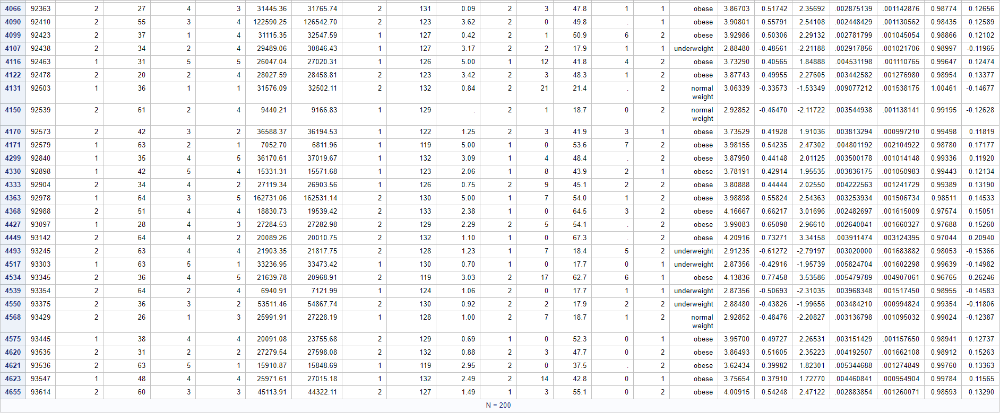 4066 92363 2 27 4 3 31445.36 31765.74 2 131 0.09 2 3 47.8 1 1 obese 3.86703 0.51742 2.35692 .002875139 .001142876 0.98774 0.12656
4090 92410 2 55 3 4 122590.25 126542.70 2 123 3.62 2 0 49.8 . 1 obese 3.90801 0.55791 2.54108 .002448429 .001130562 0.98435 0.12589
4099 92423 2 37 1 4 31115.35 32547.59 1 127 0.42 2 1 50.9 6 2 obese 3.92986 0.50306 2.29132 .002781799 .001045054 0.98866 0.12102
4107 92438 2 34 2 4 29489.06 30846.43 1 127 3.17 2 2 17.9 1 1 underweight 2.88480 -0.48561 -2.21188 .002917856 .001021706 0.98997 -0.11965
4116 92463 1 31 5 5 26047.04 27020.31 1 126 5.00 1 12 41.8 4 2 obese 3.73290 0.40565 1.84888 .004531198 .001110765 0.99647 0.12474
4122 92478 2 20 2 4 28027.59 28458.81 2 123 3.42 2 3 48.3 1 2 obese 3.87743 0.49955 2.27605 .003442582 .001276980 0.98954 0.13377
4131 92503 1 36 1 1 31576.09 32502.11 2 132 0.84 2 21 21.4 . 2 normal 3.06339 -0.33573 -1.53349 .009077212 .001538175 1.00461 -0.14677
weight
4150 92539 2 61 2 4 9440.21 9166.83 1 129 . 2 1 18.7 0 2 normal 2.92852 -0.46470 -2.11722 .003544938 .001138141 0.99195 -0.12628
weight
4170 92573 2 42 3 2 36588.37 36194.53 1 122 1.25 2 3 41.9 3 1 obese 3.73529 0.41928 1.91036 .003813294 .000997210 0.99498 0.11819
4171 92579 1 63 2 1 7052.70 6811.96 1 119 5.00 1 0 53.6 7 2 obese 3.98155 0.54235 2.47302 .004801192 .002104922 0.98780 0.17177
4299 92840 1 35 4 5 36170.61 37019.67 1 132 3.09 1 4 48.4 . 2 obese 3.87950 0.44148 2.01125 .003500178 .001014148 0.99336 0.11920
4330 92898 1 42 5 4 15331.31 15571.68 1 123 2.06 1 8 43.9 2 1 obese 3.78191 0.42914 1.95535 .003836175 .001050983 0.99443 0.12134
4333 92904 2 34 4 2 27119.34 26903.56 1 126 0.75 2 9 45.1 2 2 obese 3.80888 0.44444 2.02550 .004222563 .001241729 0.99389 0.13190
4363 92978 1 64 3 5 162731.06 162531.14 2 130 5.00 1 7 54.0 1 2 obese 3.98898 0.55824 2.54363 .003253934 .001506734 0.98511 0.14533
4368 92988 2 51 4 4 18830.73 19539.42 2 133 2.38 1 0 64.5 3 2 obese 4.16667 0.66217 3.01696 .002482697 .001615009 0.97574 0.15051
4427 93097 1 28 4 3 27284.53 27282.98 2 129 2.29 2 5 54.1 . 2 obese 3.99083 0.65098 2.96610 .002640041 .001660327 0.97688 0.15260
4449 93142 2 64 4 2 20089.26 20010.75 2 132 1.10 1 0 67.3 . 2 obese 4.20916 0.73271 3.34158 .003911474 .003124395 0.97044 0.20940
4493 93245 2 63 4 4 21903.35 21817.75 2 128 1.23 1 7 18.4 5 2 underweight 2.91235 -0.61272 -2.79197 .003020000 .001683882 0.98053 -0.15366
4517 93303 1 63 5 1 33236.95 33473.42 1 130 0.70 1 0 17.7 0 1 underweight 2.87356 -0.42916 -1.95739 .005824704 .001602298 0.99639 -0.14982
4534 93345 2 36 4 5 21639.78 20968.91 2 119 3.03 2 17 62.7 6 1 obese 4.13836 0.77458 3.53586 .005479789 .004907061 0.96765 0.26246
4539 93354 2 64 2 4 6940.91 7121.99 1 124 1.06 2 0 17.7 1 1 underweight 2.87356 -0.50693 -2.31035 .003968348 .001517450 0.98955 -0.14583
4550 93375 2 36 3 2 53511.46 54867.74 2 130 0.92 2 2 17.9 2 2 underweight 2.88480 -0.43826 -1.99656 .003484210 .000994824 0.99354 -0.11806
4568 93429 2 26 1 3 25991.91 27228.19 1 128 1.00 2 7 18.7 1 2 normal 2.92852 -0.48476 -2.20827 .003136798 .001095032 0.99024 -0.12387
weight
4575 93445 1 38 4 4 20091.08 23755.68 2 129 0.69 1 0 52.3 0 1 obese 3.95700 0.49727 2.26531 .003151429 .001157650 0.98941 0.12737
4620 93535 2 31 2 2 27279.54 27598.08 2 132 0.88 2 3 47.7 0 2 obese 3.86493 0.51605 2.35223 .004192507 .001662108 0.98912 0.15263
4621 93536 2 63 5 1 15910.87 15848.69 1 119 2.95 2 0 37.5 . 2 obese 3.62434 0.39982 1.82301 .005344688 .001274849 0.99760 0.13363
4623 93547 1 48 4 4 25971.61 27015.18 1 132 2.49 2 14 42.8 0 1 obese 3.75654 0.37910 1.72770 .004460841 .000954904 0.99784 0.11565
4655 93614 2 60 3 3 45113.91 44322.11 2 127 1.49 1 3 55.1 0 2 obese 4.00915 0.54248 2.47122 .002883854 .001260071 0.98593 0.13290
N = 200